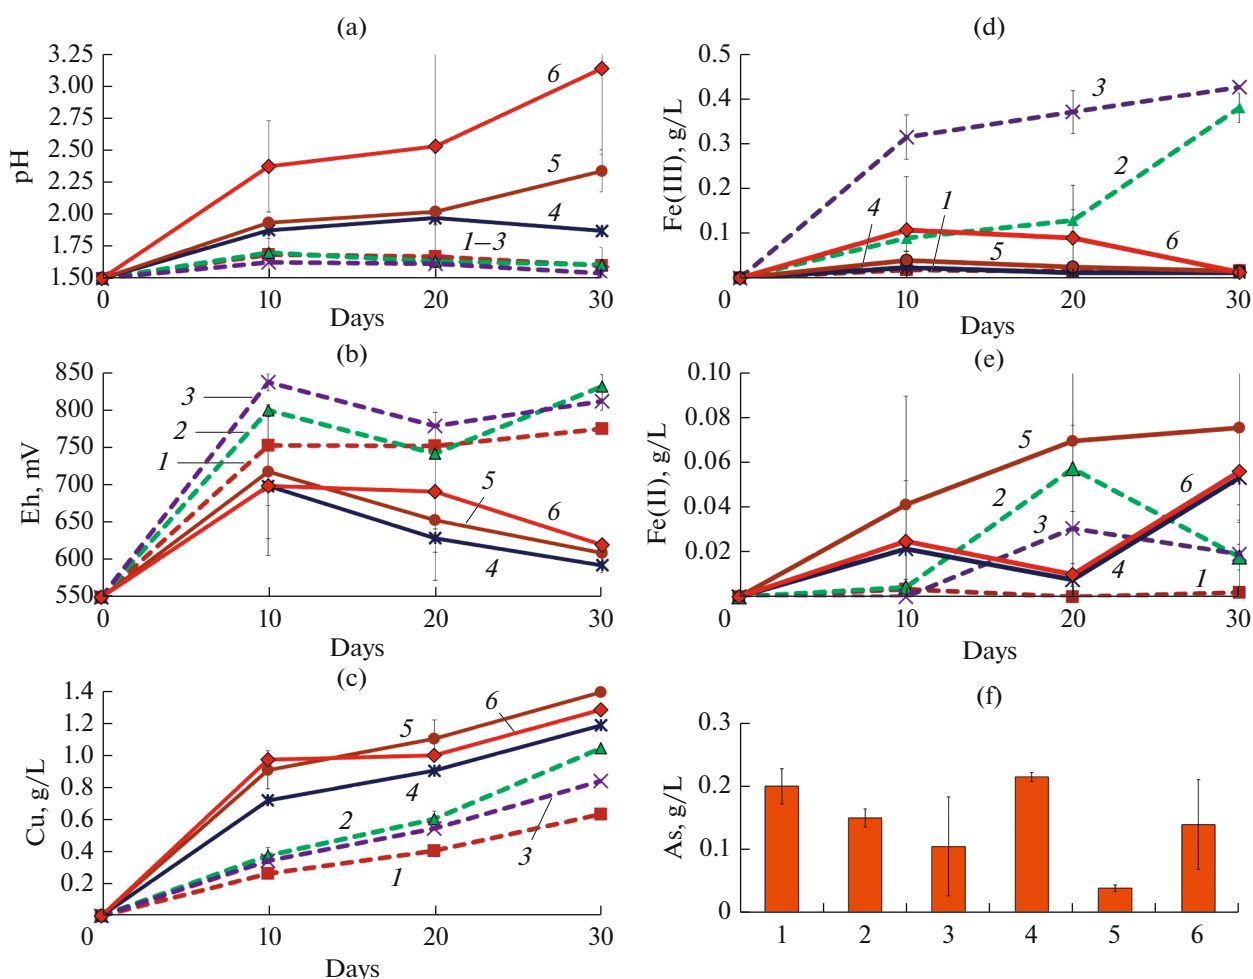 (a)
3.25
3.00
2.75
2.50
2.25
2.00
1.75
1.50
pH
6
5
4
1–3
0 10 20 30
Days
(b)
850
800
750
700
650
600
550
Eh, mV
3
2
1
5
6
4
0 10 20 30
Days
(c)
1.4
1.2
1.0
0.8
0.6
0.4
0.2
Cu, g/L
5
6
4
2
1
3
0 10 20 30
Days
(d)
0.5
0.4
0.3
0.2
0.1
Fe(III), g/L
3
2
4
1
5
6
0 10 20 30
Days
(e)
0.10
0.08
0.06
0.04
0.02
Fe(II), g/L
5
2
3
6
4
1
0 10 20 30
Days
(f)
0.3
0.2
0.1
0
As, g/L
1 2 3 4 5 6